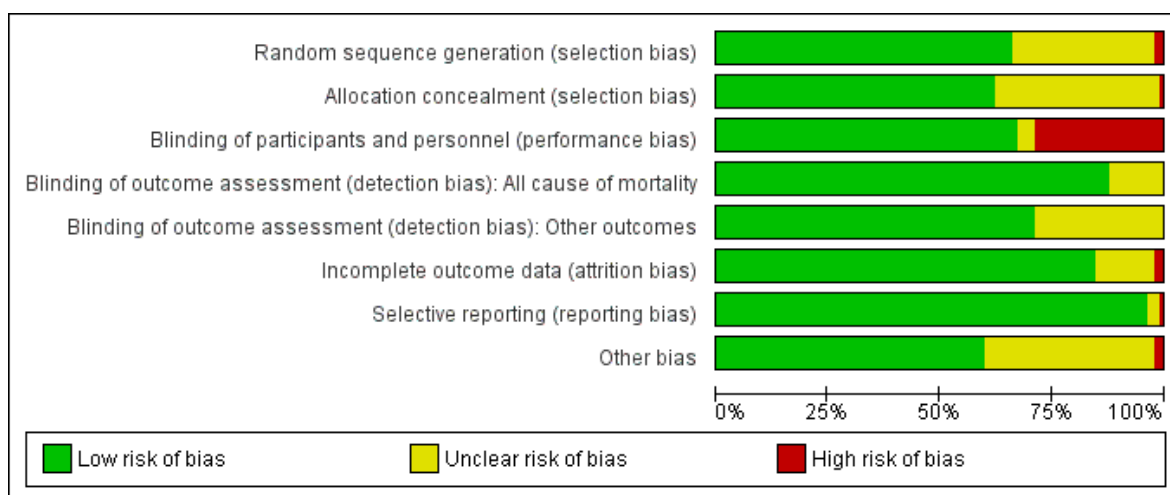 Random sequence generation (selection bias)
Allocation concealment (selection bias)
Blinding of participants and personnel (performance bias)
Blinding of outcome assessment (detection bias): All cause of mortality
Blinding of outcome assessment (detection bias): Other outcomes
Incomplete outcome data (attrition bias)
Selective reporting (reporting bias)
Other bias
0% 25% 50% 75% 100%
Low risk of bias Unclear risk of bias High risk of bias